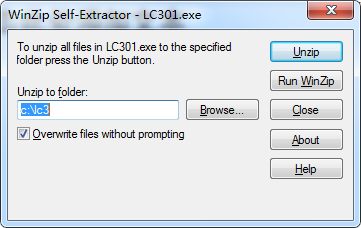 WinZip Self-Extractor - LC301.exe
To unzip all files in LC301.exe to the specified
folder press the Unzip button.
Unzip to folder:
c:\lc3
Browse...
Overwrite files without prompting
Unzip
Run WinZip
Close
About
Help